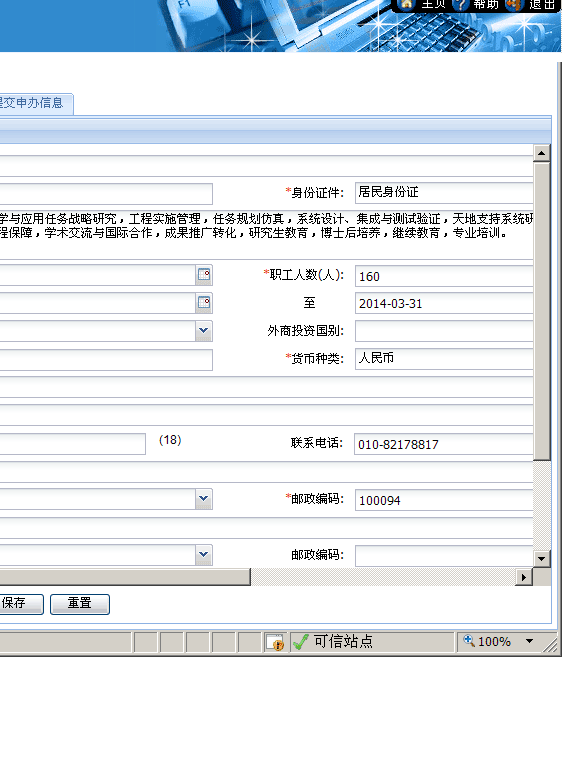 F1
主页 帮助 退出
提交申办信息
*身份证件: 居民身份证
学与应用任务战略研究，工程实施管理，任务规划仿真，系统设计、集成与测试验证，天地支持系统研
程保障，学术交流与国际合作，成果推广转化，研究生教育，博士后培养，继续教育，专业培训。
*职工人数(人): 160
至 2014-03-31
外商投资国别:
*货币种类: 人民币
(18) 联系电话: 010-82178817
*邮政编码: 100094
邮政编码:
保存 重置
可信站点 100%